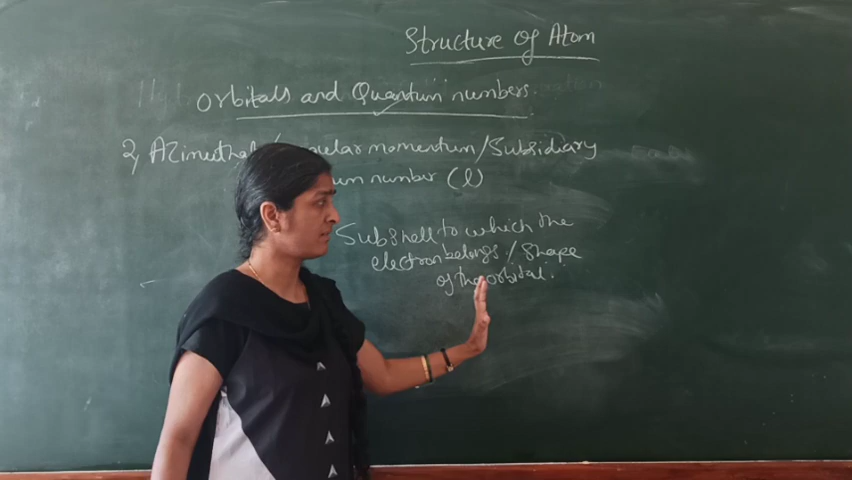 Structure of Atom
Orbitals and Quantum numbers.
2, Azimuthal / momentum / Subsidiary
number (l)
Subshell to which the
electron belongs / Shape
of the orbital.